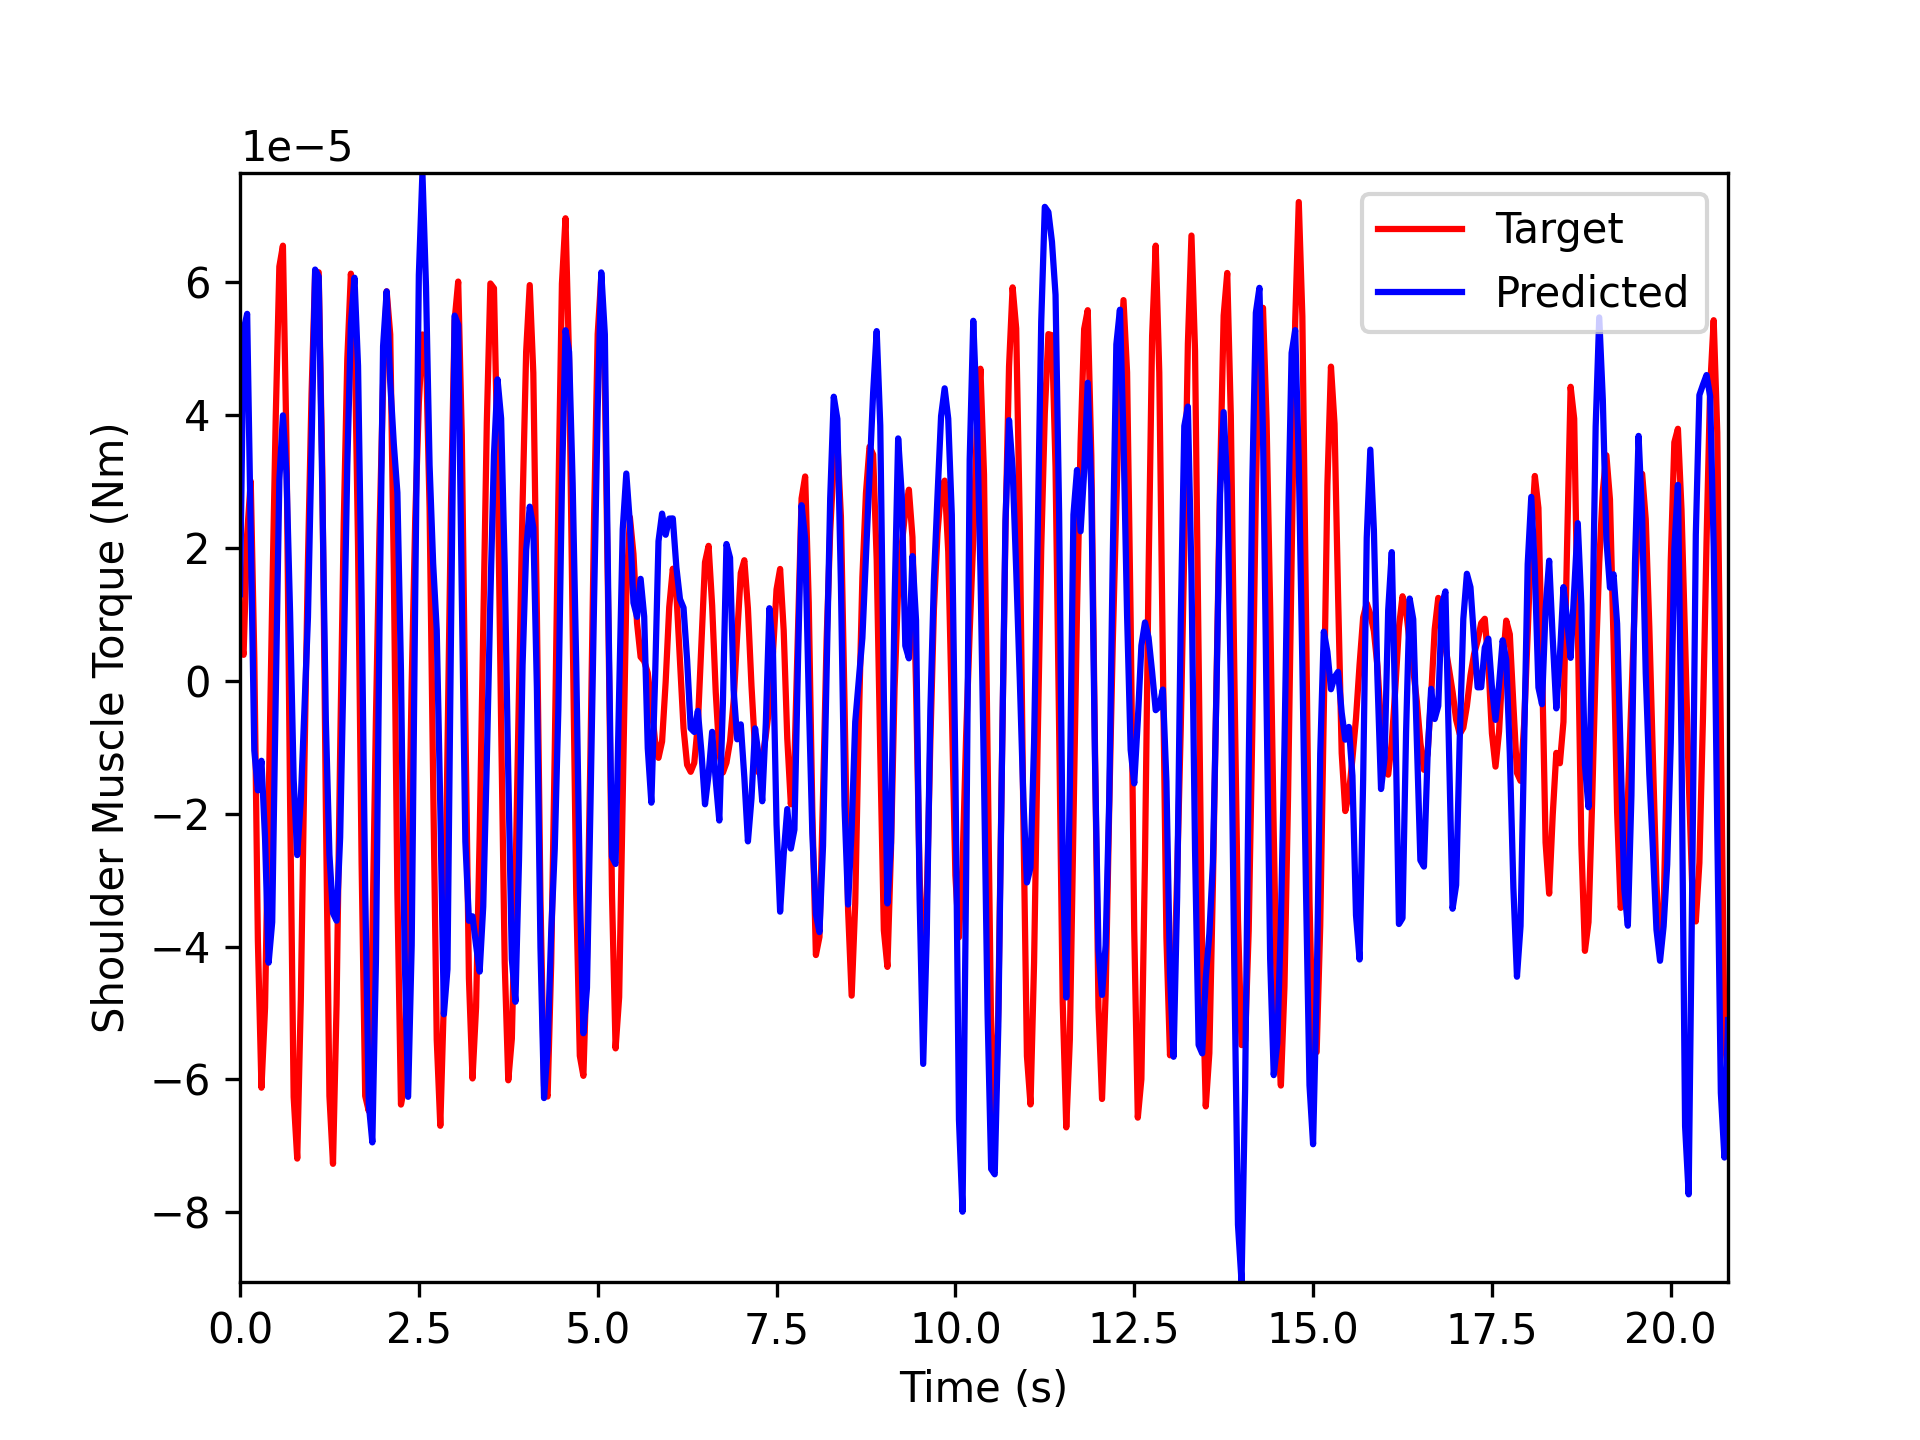 1e−5
Target
Predicted
6
4
2
0
−2
−4
−6
−8
Shoulder Muscle Torque (Nm)
0.0 2.5 5.0 7.5 10.0 12.5 15.0 17.5 20.0
Time (s)